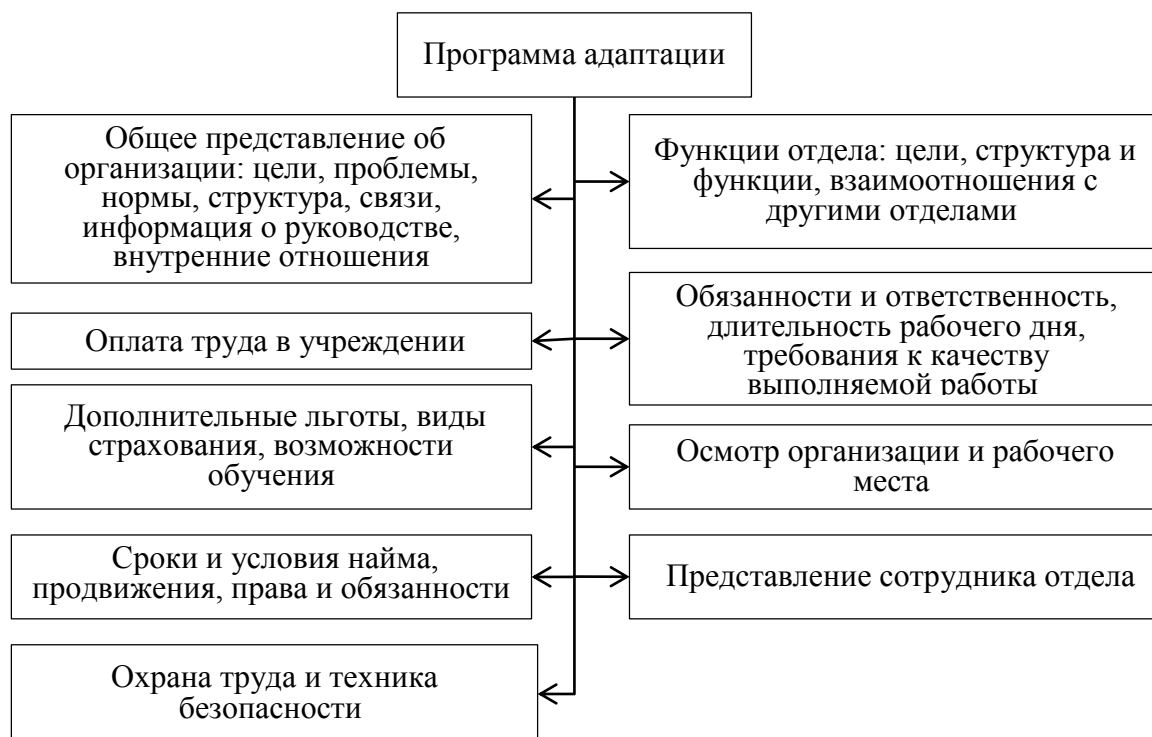 Программа адаптации
Общее представление об
организации: цели, проблемы,
нормы, структура, связи,
информация о руководстве,
внутренние отношения
Функции отдела: цели, структура и
функции, взаимоотношения с
другими отделами
Оплата труда в учреждении
Обязанности и ответственность,
длительность рабочего дня,
требования к качеству
выполняемой работы
Дополнительные льготы, виды
страхования, возможности
обучения
Осмотр организации и рабочего
места
Сроки и условия найма,
продвижения, права и обязанности
Представление сотрудника отдела
Охрана труда и техника
безопасности